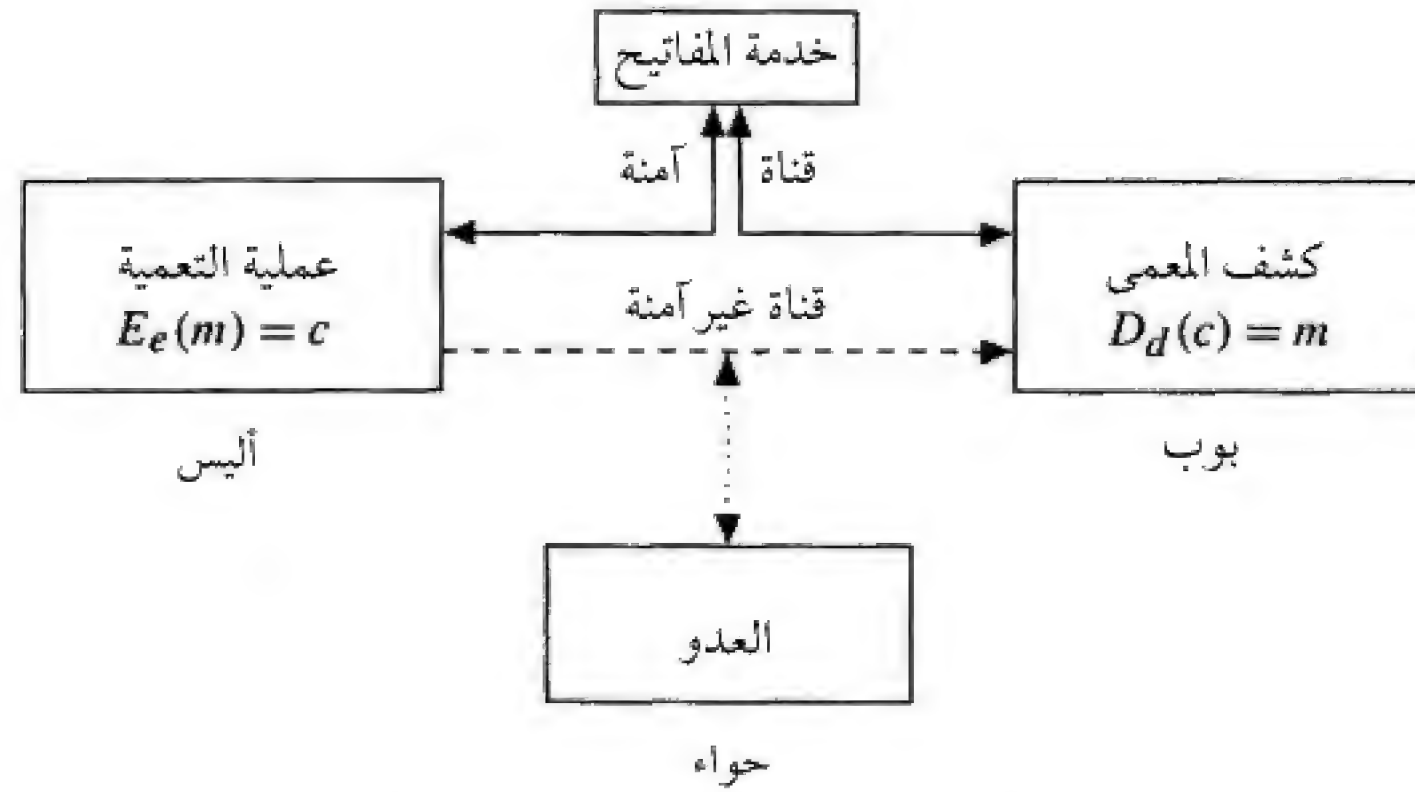 خدمة المفاتيح
قناة آمنة
كشف المعمى
D_d(c) = m
بوب
قناة غير آمنة
عملية التعمية
E_e(m) = c
أليس
العدو
حواء